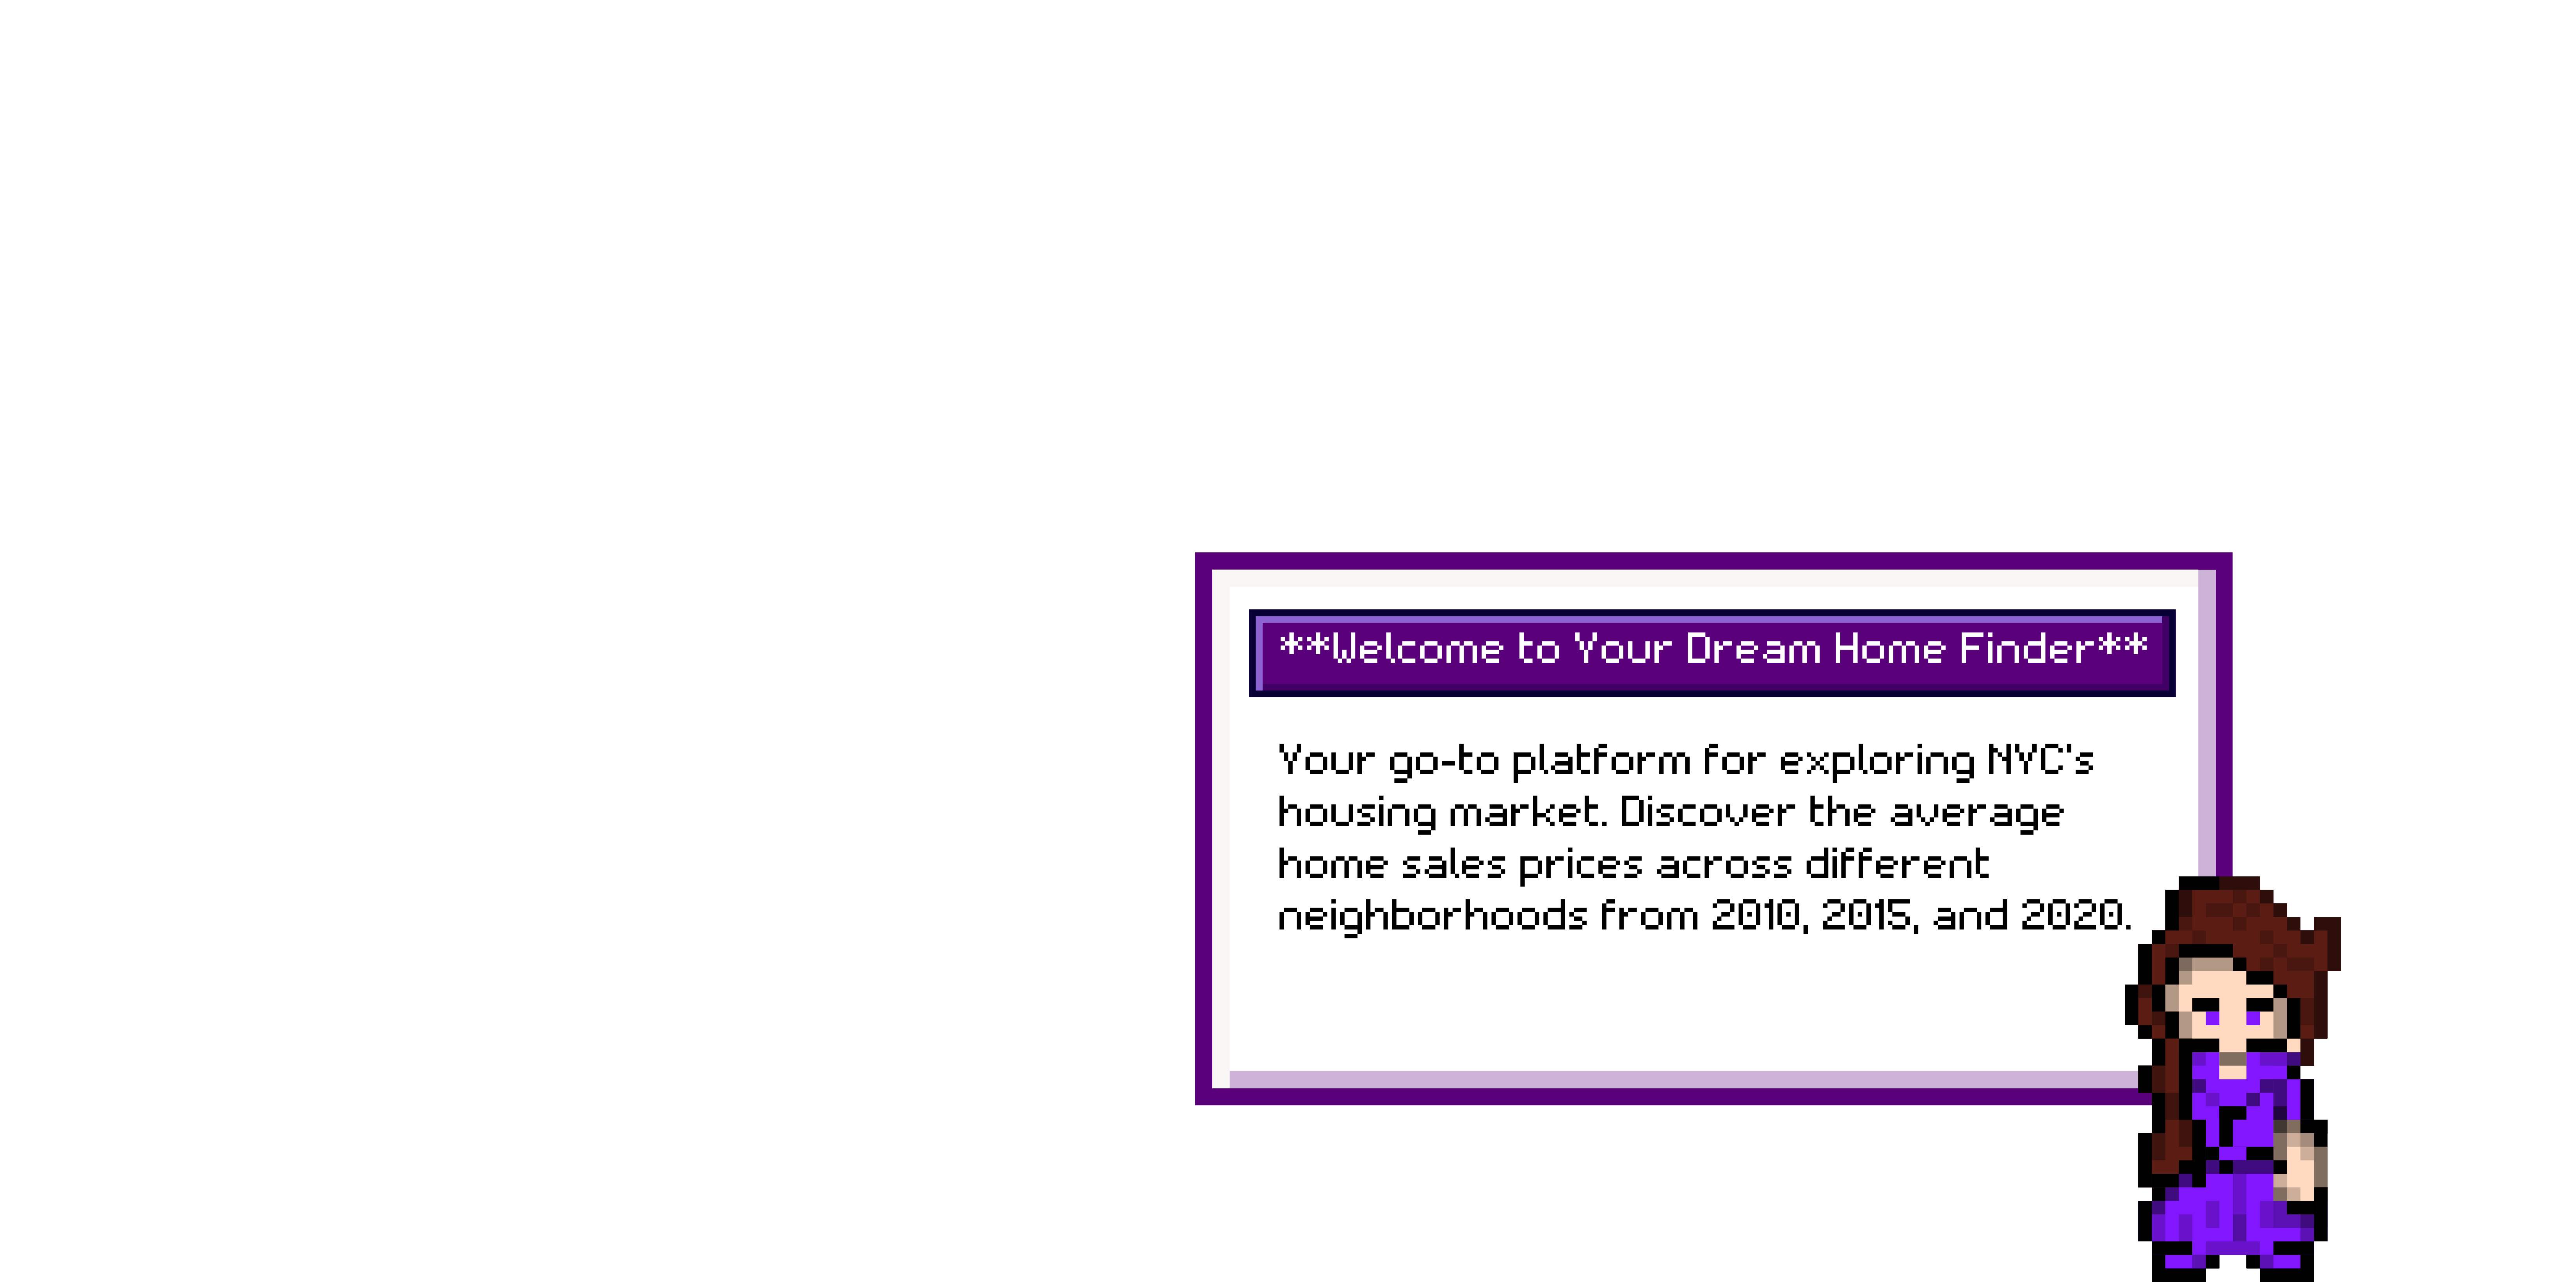 **Welcome to Your Dream Home Finder**
Your go-to platform for exploring NYC's
housing market. Discover the average
home sales prices across different
neighborhoods from 2010, 2015, and 2020.